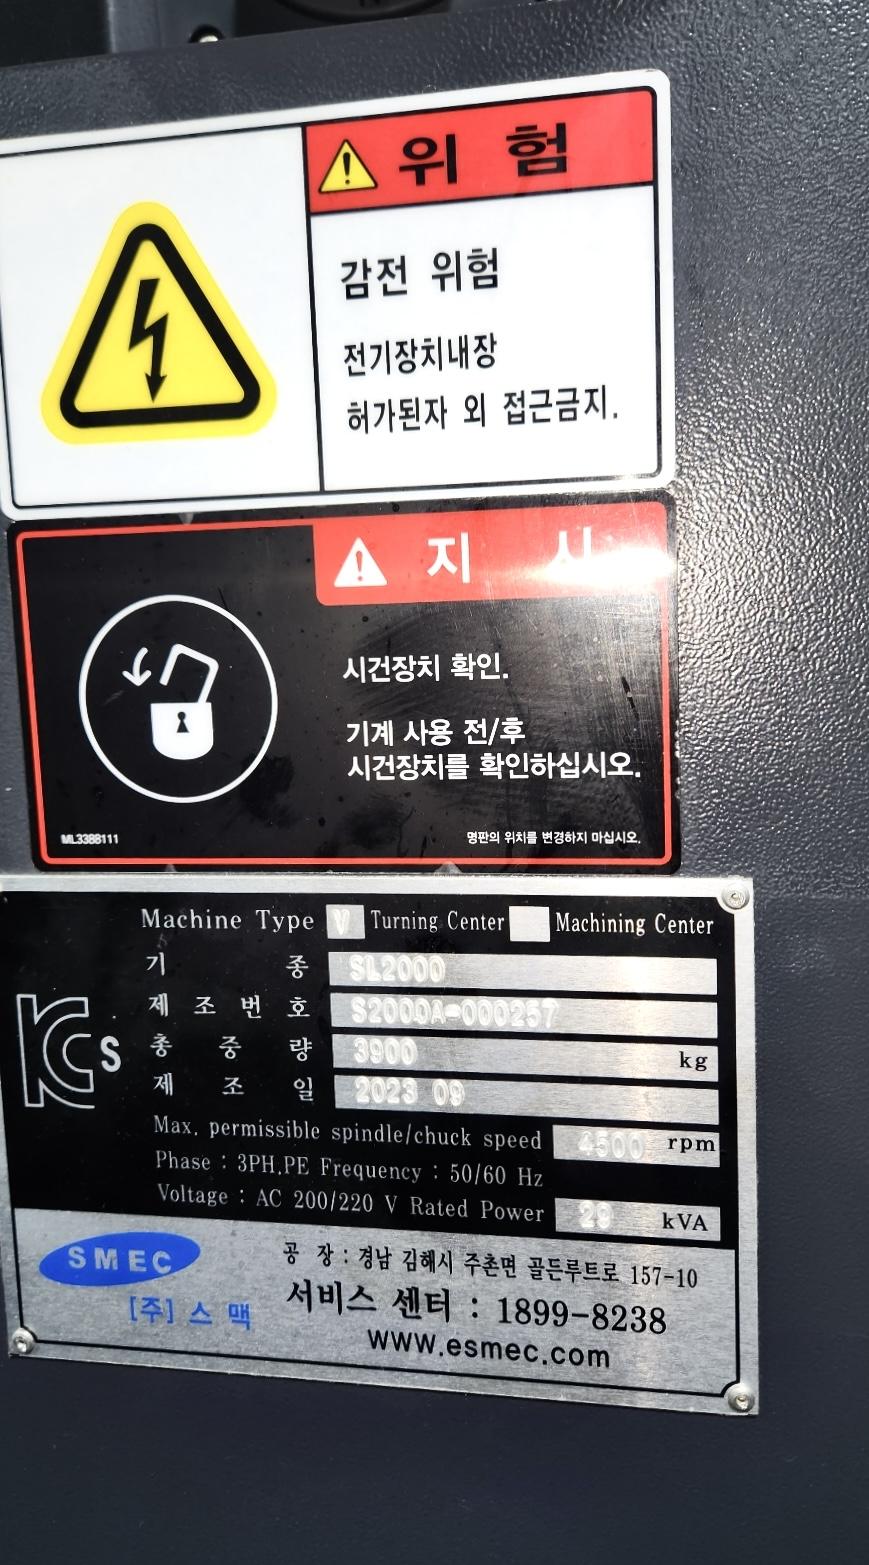 위 험
감전 위험
전기장치내장
허가된자 외 접근금지.
지 시
시건장치 확인.
기계 사용 전/후
시건장치를 확인하십시오.
ML3388111
명판의 위치를 변경하지 마십시오.
Machine Type V Turning Center Machining Center
기 종 SL2000
제 조 번 호 S2000A-000257
총 중 량 3900 kg
제 조 일 2023 09
Max. permissible spindle/chuck speed 4500 rpm
Phase : 3PH.PE Frequency : 50/60 Hz
Voltage : AC 200/220 V Rated Power 29 kVA
KCs
SMEC
[주] 스 맥
공 장 : 경남 김해시 주촌면 골든루트로 157-10
서비스 센터 : 1899-8238
www.esmec.com